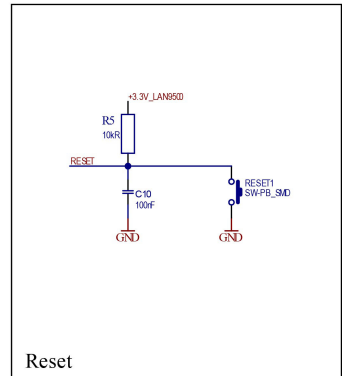 +3.3V_LAN9500
R5
10kR
RESET
C10
100nF
RESET1
SW-PB_SMD
GND
GND
Reset